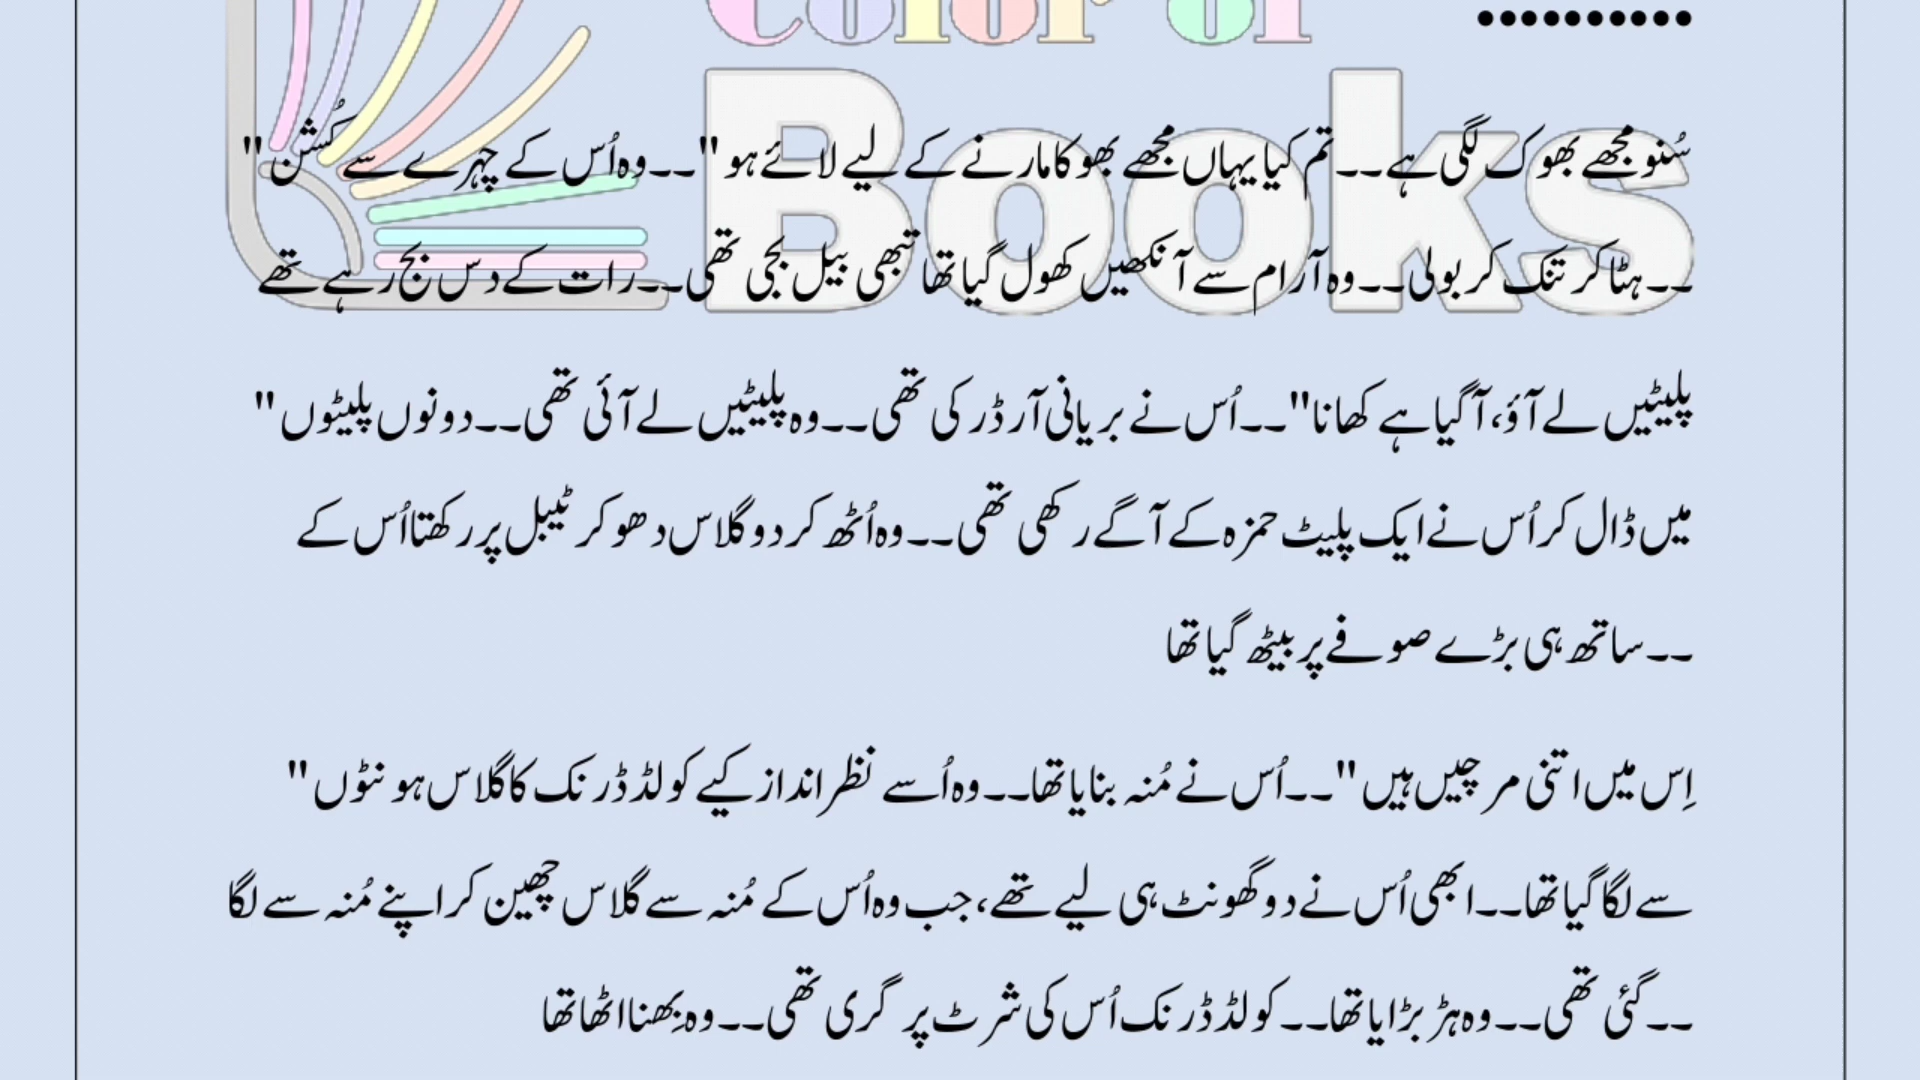 Color of
..........
Books
سُنو مجھے بھوک لگی ہے۔۔تم کیا یہاں مجھے بھوکا مارنے کے لیے لائے ہو"۔۔وہ اُس کے چہرے سے کُشن"
۔۔ہٹا کر تنک کر بولی۔۔وہ آرام سے آنکھیں کھول گیا تھا تبھی بیل بجی تھی۔۔رات کے دس بج رہے تھے
پلیٹیں لے آؤ، آگیا ہے کھانا"۔۔اُس نے بریانی آرڈر کی تھی۔۔وہ پلیٹیں لے آئی تھی۔۔دونوں پلیٹوں"
میں ڈال کر اُس نے ایک پلیٹ حمزہ کے آگے رکھی تھی۔۔وہ اُٹھ کر دو گلاس دھو کر ٹیبل پر رکھتا اُس کے
۔۔ساتھ ہی بڑے صوفے پر بیٹھ گیا تھا
اِس میں اتنی مرچیں ہیں"۔۔اُس نے مُنہ بنایا تھا۔۔وہ اُسے نظر انداز کیے کولڈ ڈرنک کا گلاس ہونٹوں"
سے لگا گیا تھا۔۔ابھی اُس نے دو گھونٹ ہی لیے تھے، جب وہ اُس کے مُنہ سے گلاس چھین کر اپنے مُنہ سے لگا
۔۔گئی تھی۔۔وہ ہڑبڑایا تھا۔۔کولڈ ڈرنک اُس کی شرٹ پر گری تھی۔۔وہ بِھنا اٹھا تھا